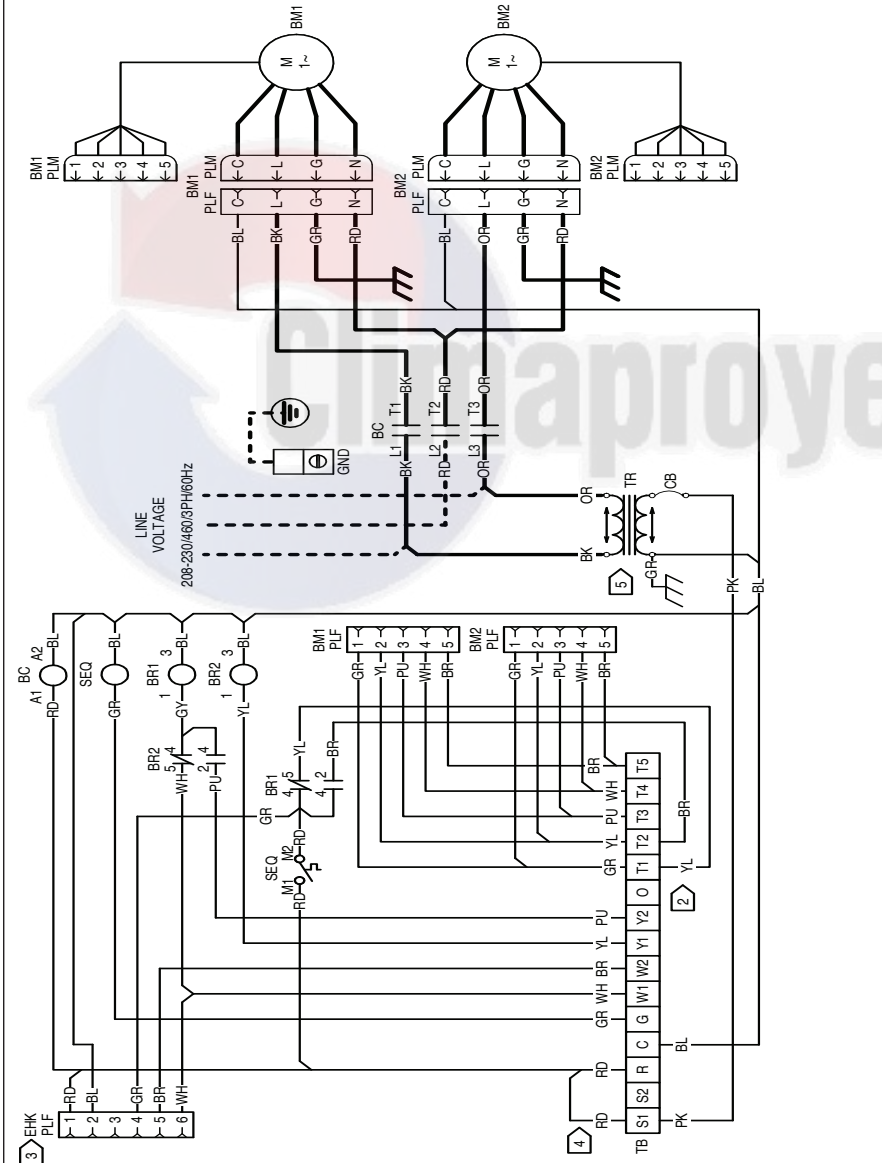 BM1
M
1~
BM2
M
1~
BM1
PLM
1
2
3
4
5
BM1
PLM
C
L
G
N
PLF
C
L
G
N
BM2
PLM
C
L
G
N
PLF
C
L
G
N
BM2
PLM
1
2
3
4
5
BL
BK
GR
RD
BL
OR
GR
RD
Climaproye
GND
LINE
VOLTAGE
208-230/460/3PH/60Hz
BC
L1
T1
BK
BK
L2
T2
RD
RD
L3
T3
OR
OR
BK
OR
TR
CB
5
GR
PK
BL
BC
A1
A2
RD
BL
SEQ
GR
BL
BR1
1
3
GY
BL
BR2
1
3
YL
BL
BR2
5
4
WH
2
4
PU
BM1
PLF
1
2
3
4
5
GR
YL
PU
WH
BR
BM2
PLF
1
2
3
4
5
GR
YL
PU
WH
BR
GR
BR1
4
5
YL
4
2
BR
SEQ
M1
M2
RD
RD
3
EHK
PLF
1
2
3
4
5
6
RD
BL
GR
BR
WH
4
RD
RD
GR
WH
BR
YL
PU
GR
YL
PU
WH
BR
TB
S1
S2
R
C
G
W1
W2
Y1
Y2
O
T1
T2
T3
T4
T5
PK
BL
2
YL
BR